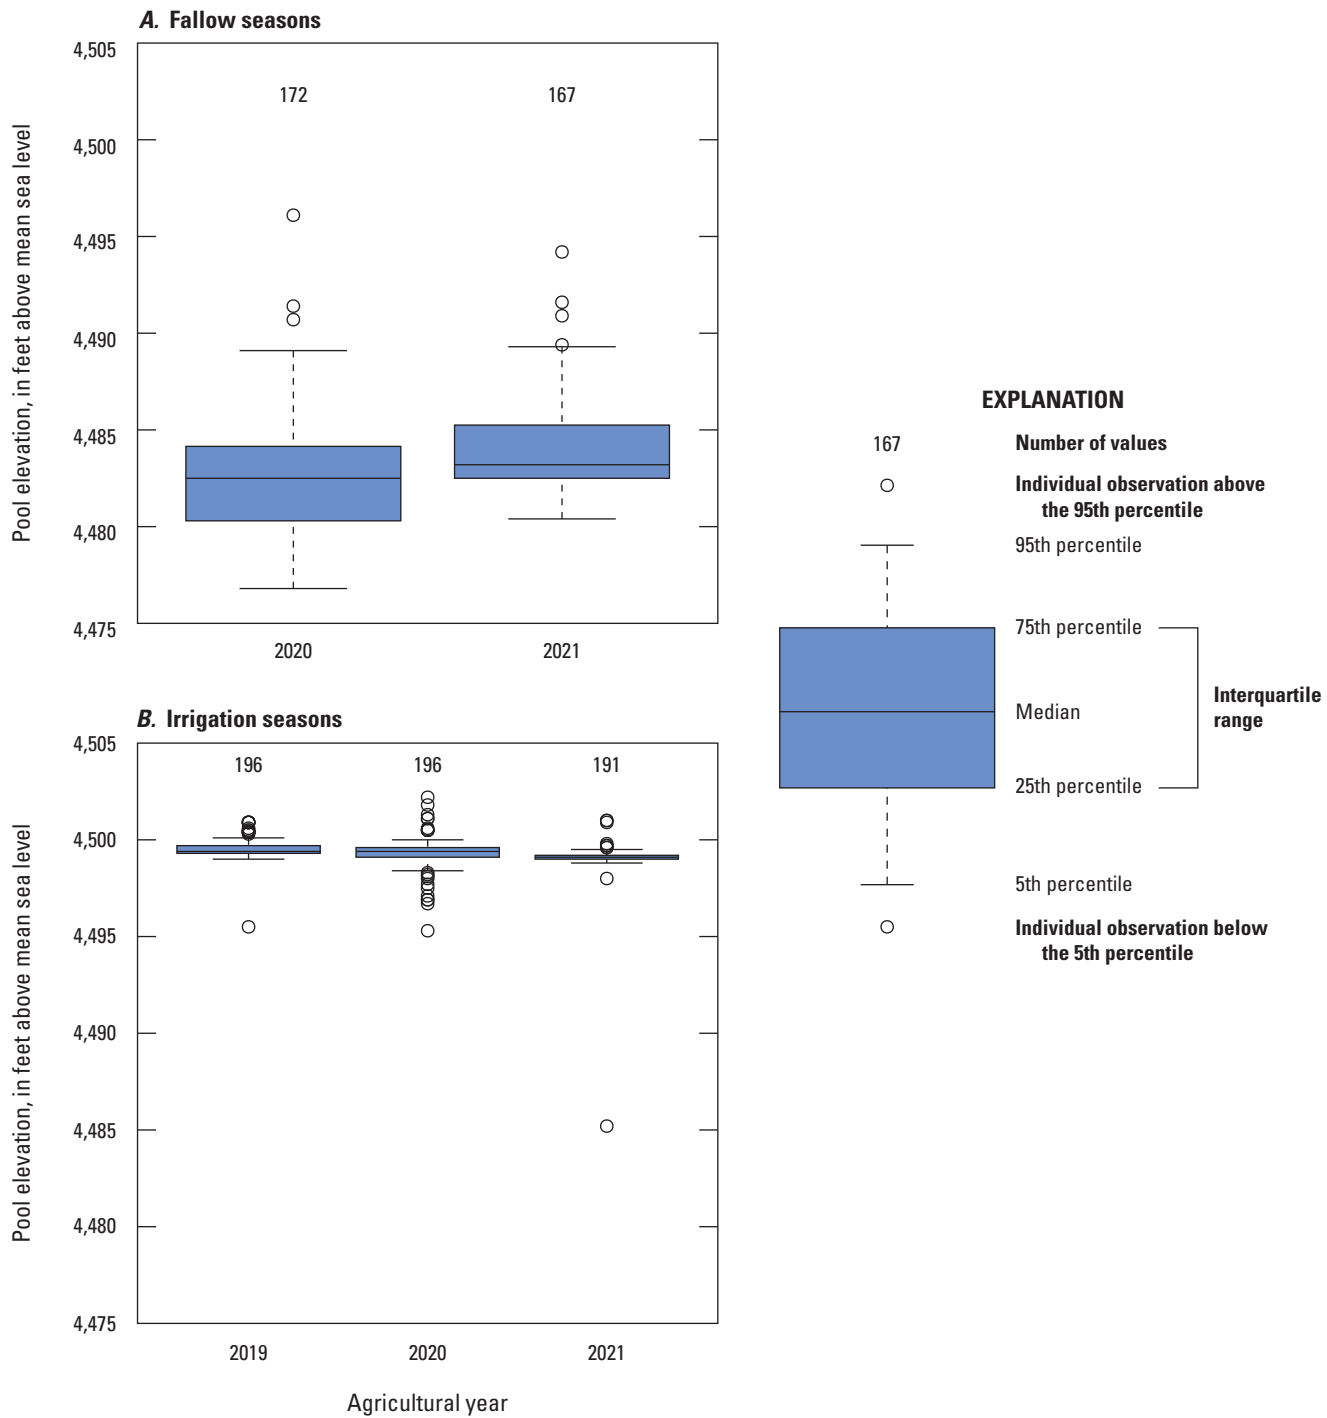 A. Fallow seasons
Pool elevation, in feet above mean sea level
4,505
4,500
4,495
4,490
4,485
4,480
4,475
172
167
2020
2021
B. Irrigation seasons
Pool elevation, in feet above mean sea level
4,505
4,500
4,495
4,490
4,485
4,480
4,475
196
196
191
2019
2020
2021
Agricultural year
EXPLANATION
167
Number of values
Individual observation above
the 95th percentile
95th percentile
75th percentile
Median
25th percentile
Interquartile
range
5th percentile
Individual observation below
the 5th percentile